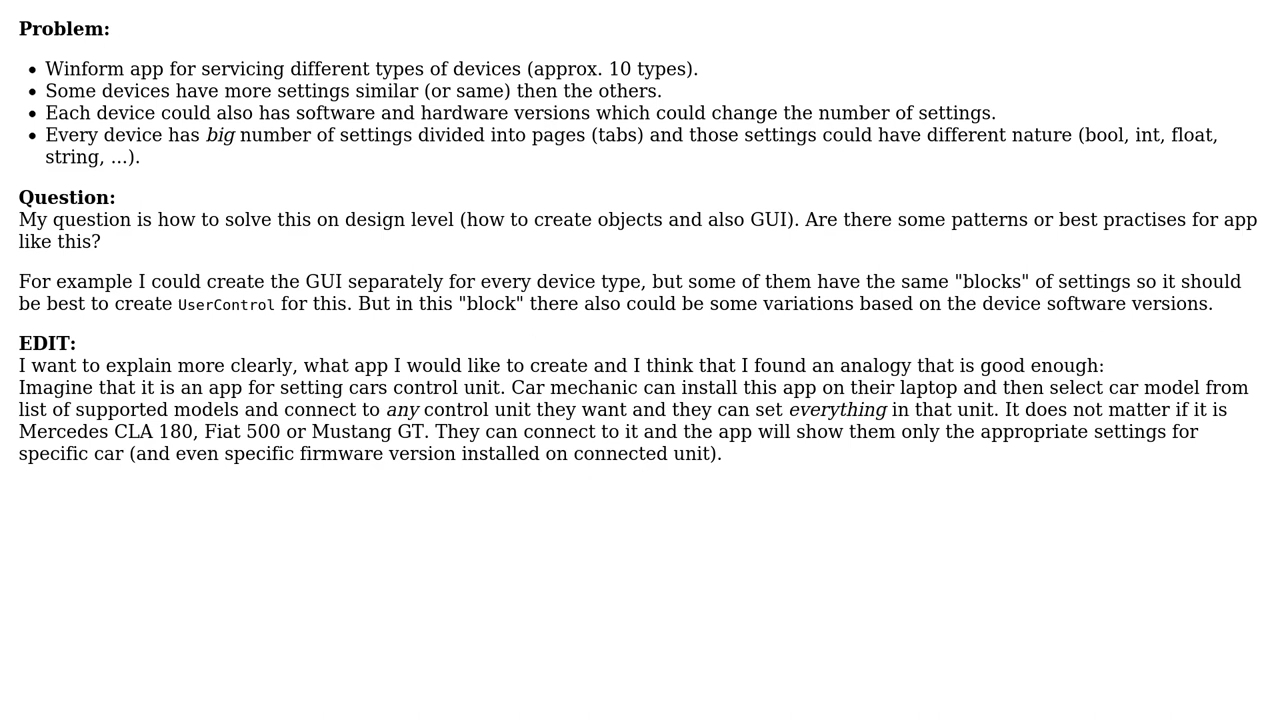 Problem:
• Winform app for servicing different types of devices (approx. 10 types).
• Some devices have more settings similar (or same) then the others.
• Each device could also has software and hardware versions which could change the number of settings.
• Every device has big number of settings divided into pages (tabs) and those settings could have different nature (bool, int, float,
string, ...).
Question:
My question is how to solve this on design level (how to create objects and also GUI). Are there some patterns or best practises for app
like this?
For example I could create the GUI separately for every device type, but some of them have the same "blocks" of settings so it should
be best to create UserControl for this. But in this "block" there also could be some variations based on the device software versions.
EDIT:
I want to explain more clearly, what app I would like to create and I think that I found an analogy that is good enough:
Imagine that it is an app for setting cars control unit. Car mechanic can install this app on their laptop and then select car model from
list of supported models and connect to any control unit they want and they can set everything in that unit. It does not matter if it is
Mercedes CLA 180, Fiat 500 or Mustang GT. They can connect to it and the app will show them only the appropriate settings for
specific car (and even specific firmware version installed on connected unit).